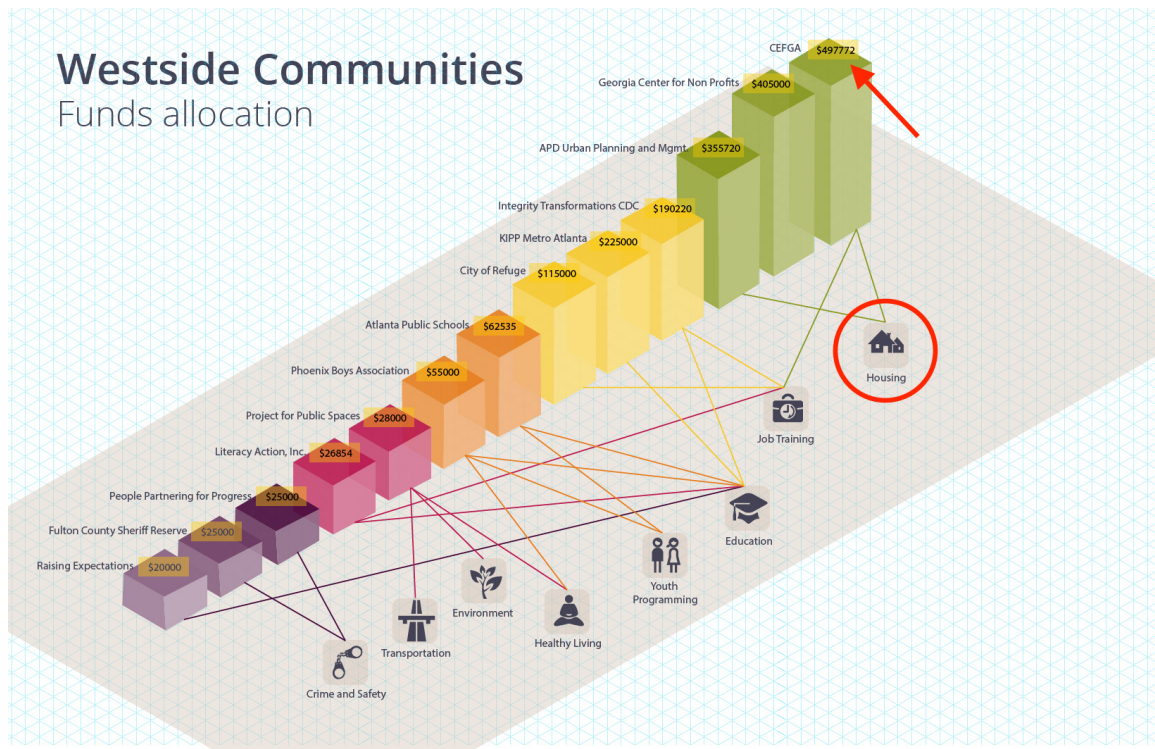 Westside Communities
Funds allocation
CEFGA $497772
Georgia Center for Non Profits $405000
APD Urban Planning and Mgmt. $355720
Integrity Transformations CDC $190220
KIPP Metro Atlanta $225000
City of Refuge $115000
Atlanta Public Schools $62535
Phoenix Boys Association $55000
Project for Public Spaces $28000
Literacy Action, Inc. $26854
People Partnering for Progress $25000
Fulton County Sheriff Reserve $25000
Raising Expectations $20000
Housing
Job Training
Education
Youth
Programming
Environment
Healthy Living
Transportation
Crime and Safety